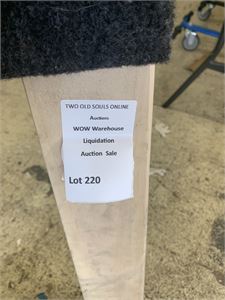 TWO OLD SOULS ONLINE
Auctions
WOW Warehouse
Liquidation
Auction Sale
Lot 220